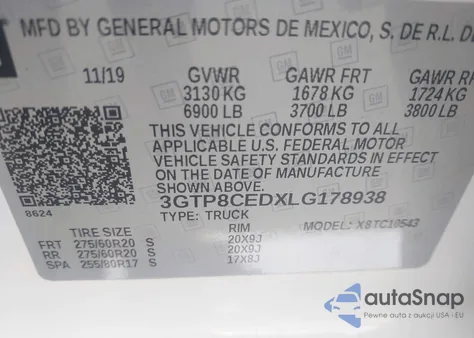 MFD BY GENERAL MOTORS DE MEXICO, S, DE R.L. DE
11/19 GVWR GAWR FRT GAWR RR
3130 KG 1678 KG 1724 KG
6900 LB 3700 LB 3800 LB
THIS VEHICLE CONFORMS TO ALL
APPLICABLE U.S. FEDERAL MOTOR
VEHICLE SAFETY STANDARDS IN EFFECT
ON THE DATE OF MANUFACTURE SHOWN ABOVE.
3GTP8CEDXLG178938
8624
TYPE: TRUCK MODEL: X8TC10543
TIRE SIZE RIM
FRT 275/60R20 S 20X9J
RR 275/60R20 S 20X9J
SPA 255/80R17 S 17X8J
GM
autoSnap
Pewne auta z aukcji USA i EU